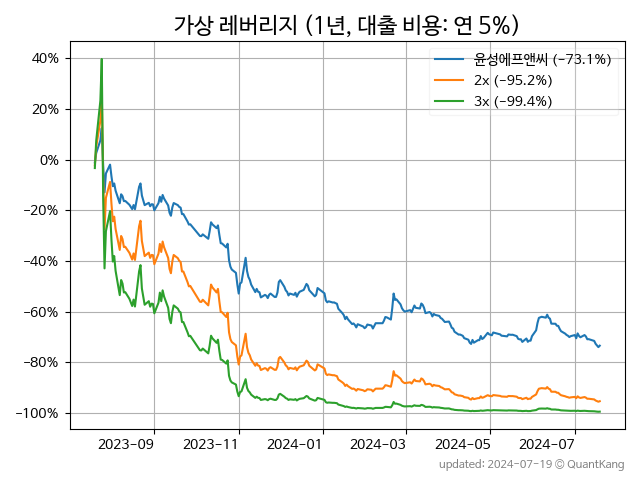 가상 레버리지 (1년, 대출 비용: 연 5%)
윤성에프앤씨 (−73.1%)
2x (−95.2%)
3x (−99.4%)
40%
20%
0%
−20%
−40%
−60%
−80%
−100%
2023-09
2023-11
2024-01
2024-03
2024-05
2024-07
updated: 2024-07-19 © QuantKang